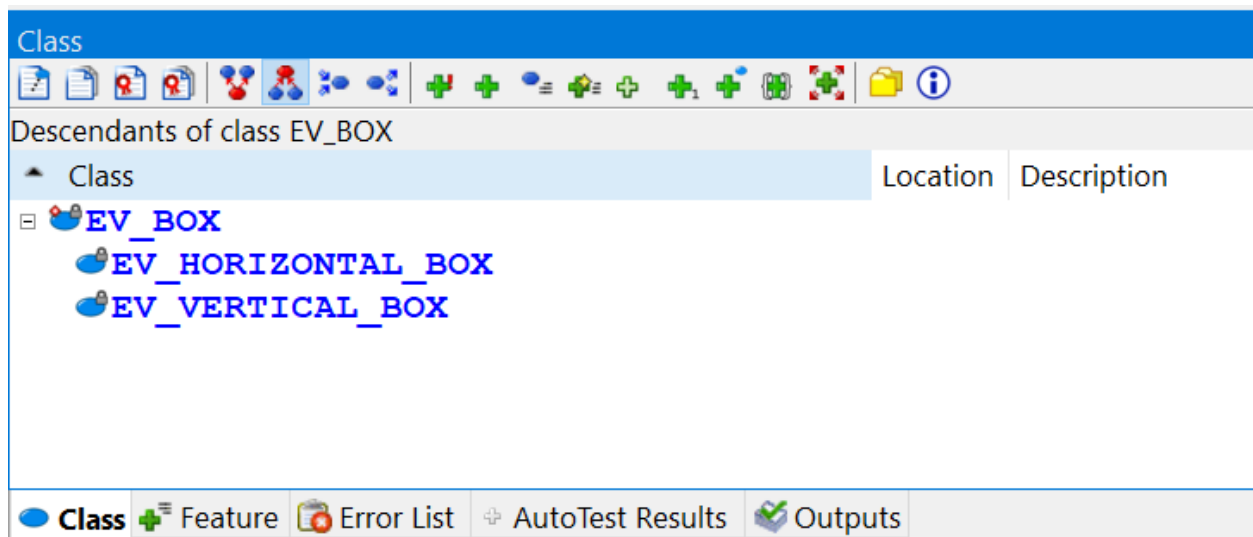 Class
Descendants of class EV_BOX
Class Location Description
EV_BOX
EV_HORIZONTAL_BOX
EV_VERTICAL_BOX
Class Feature Error List AutoTest Results Outputs